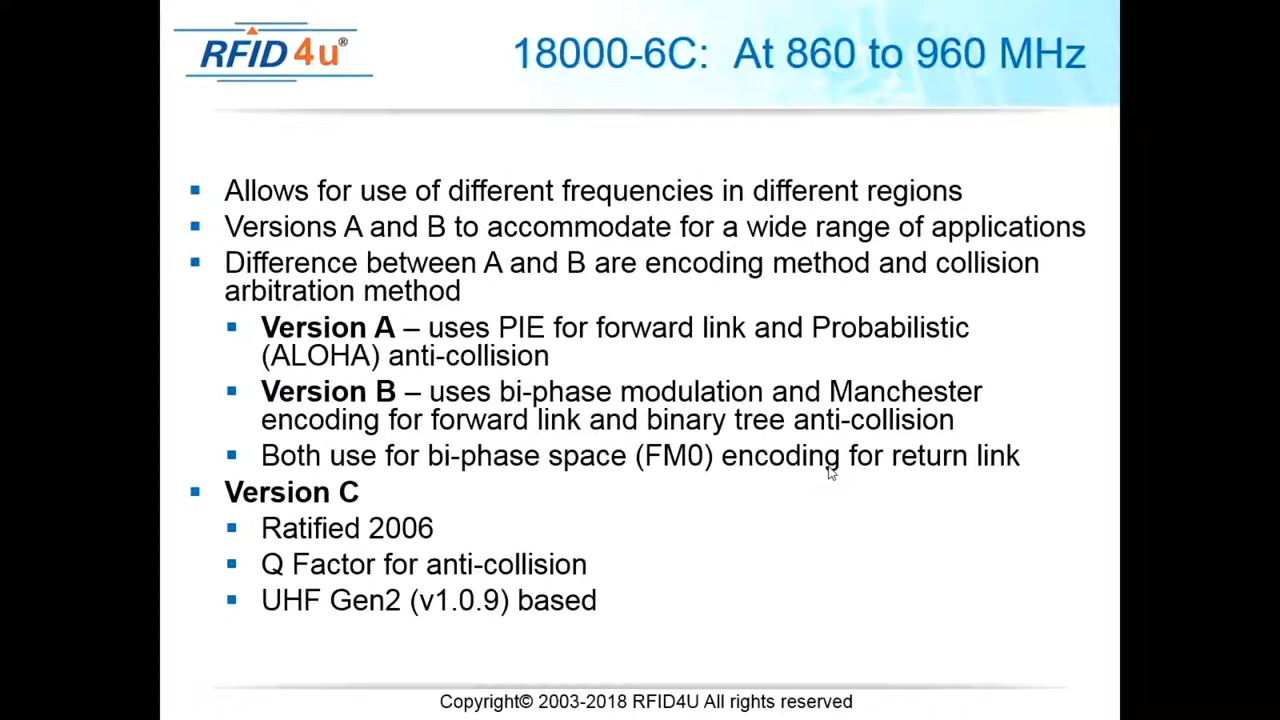 RFID4u®
18000-6C: At 860 to 960 MHz
▪ Allows for use of different frequencies in different regions
▪ Versions A and B to accommodate for a wide range of applications
▪ Difference between A and B are encoding method and collision
arbitration method
▪ Version A – uses PIE for forward link and Probabilistic
(ALOHA) anti-collision
▪ Version B – uses bi-phase modulation and Manchester
encoding for forward link and binary tree anti-collision
▪ Both use for bi-phase space (FM0) encoding for return link
▪ Version C
▪ Ratified 2006
▪ Q Factor for anti-collision
▪ UHF Gen2 (v1.0.9) based
Copyright© 2003-2018 RFID4U All rights reserved